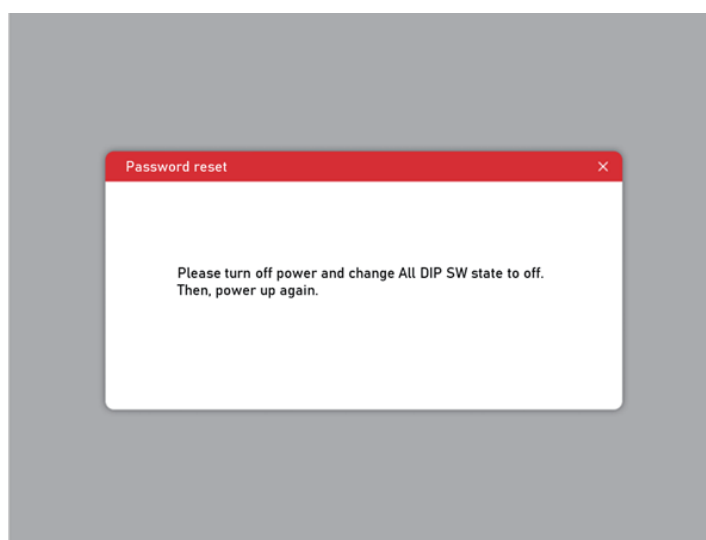 Password reset
Please turn off power and change All DIP SW state to off.
Then, power up again.